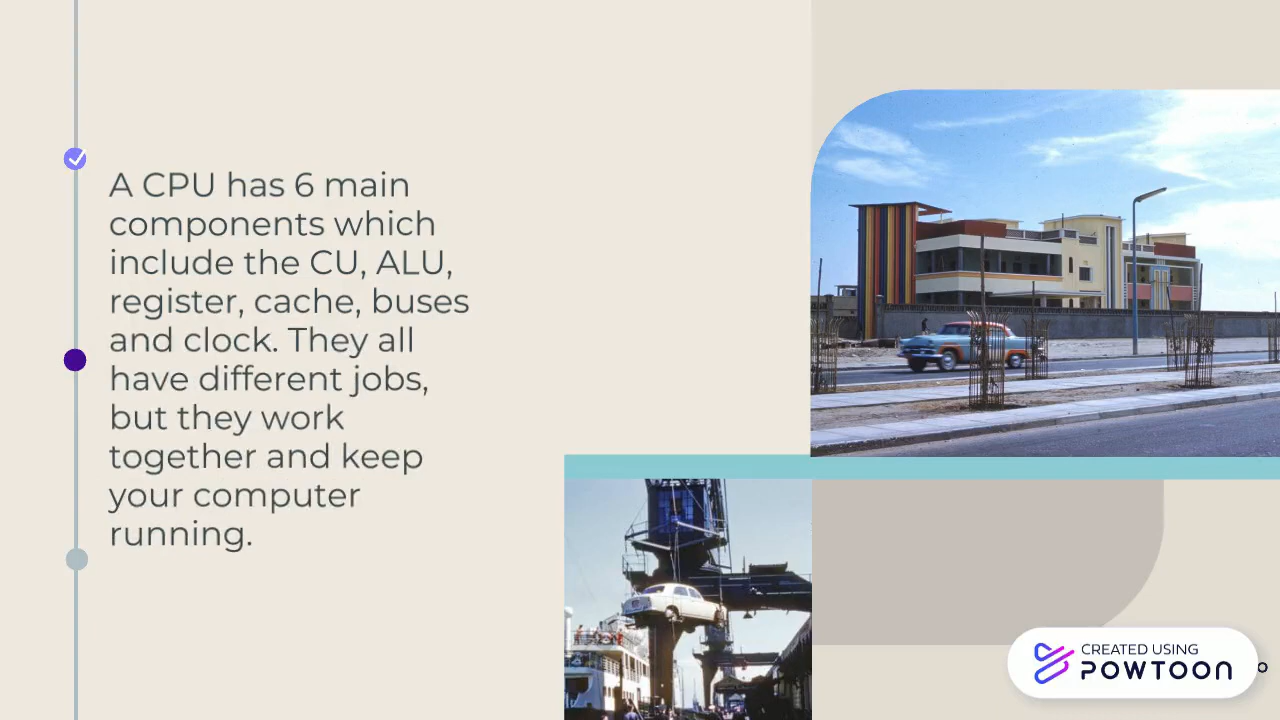 A CPU has 6 main
components which
include the CU, ALU,
register, cache, buses
and clock. They all
have different jobs,
but they work
together and keep
your computer
running.
CREATED USING
POWTOON